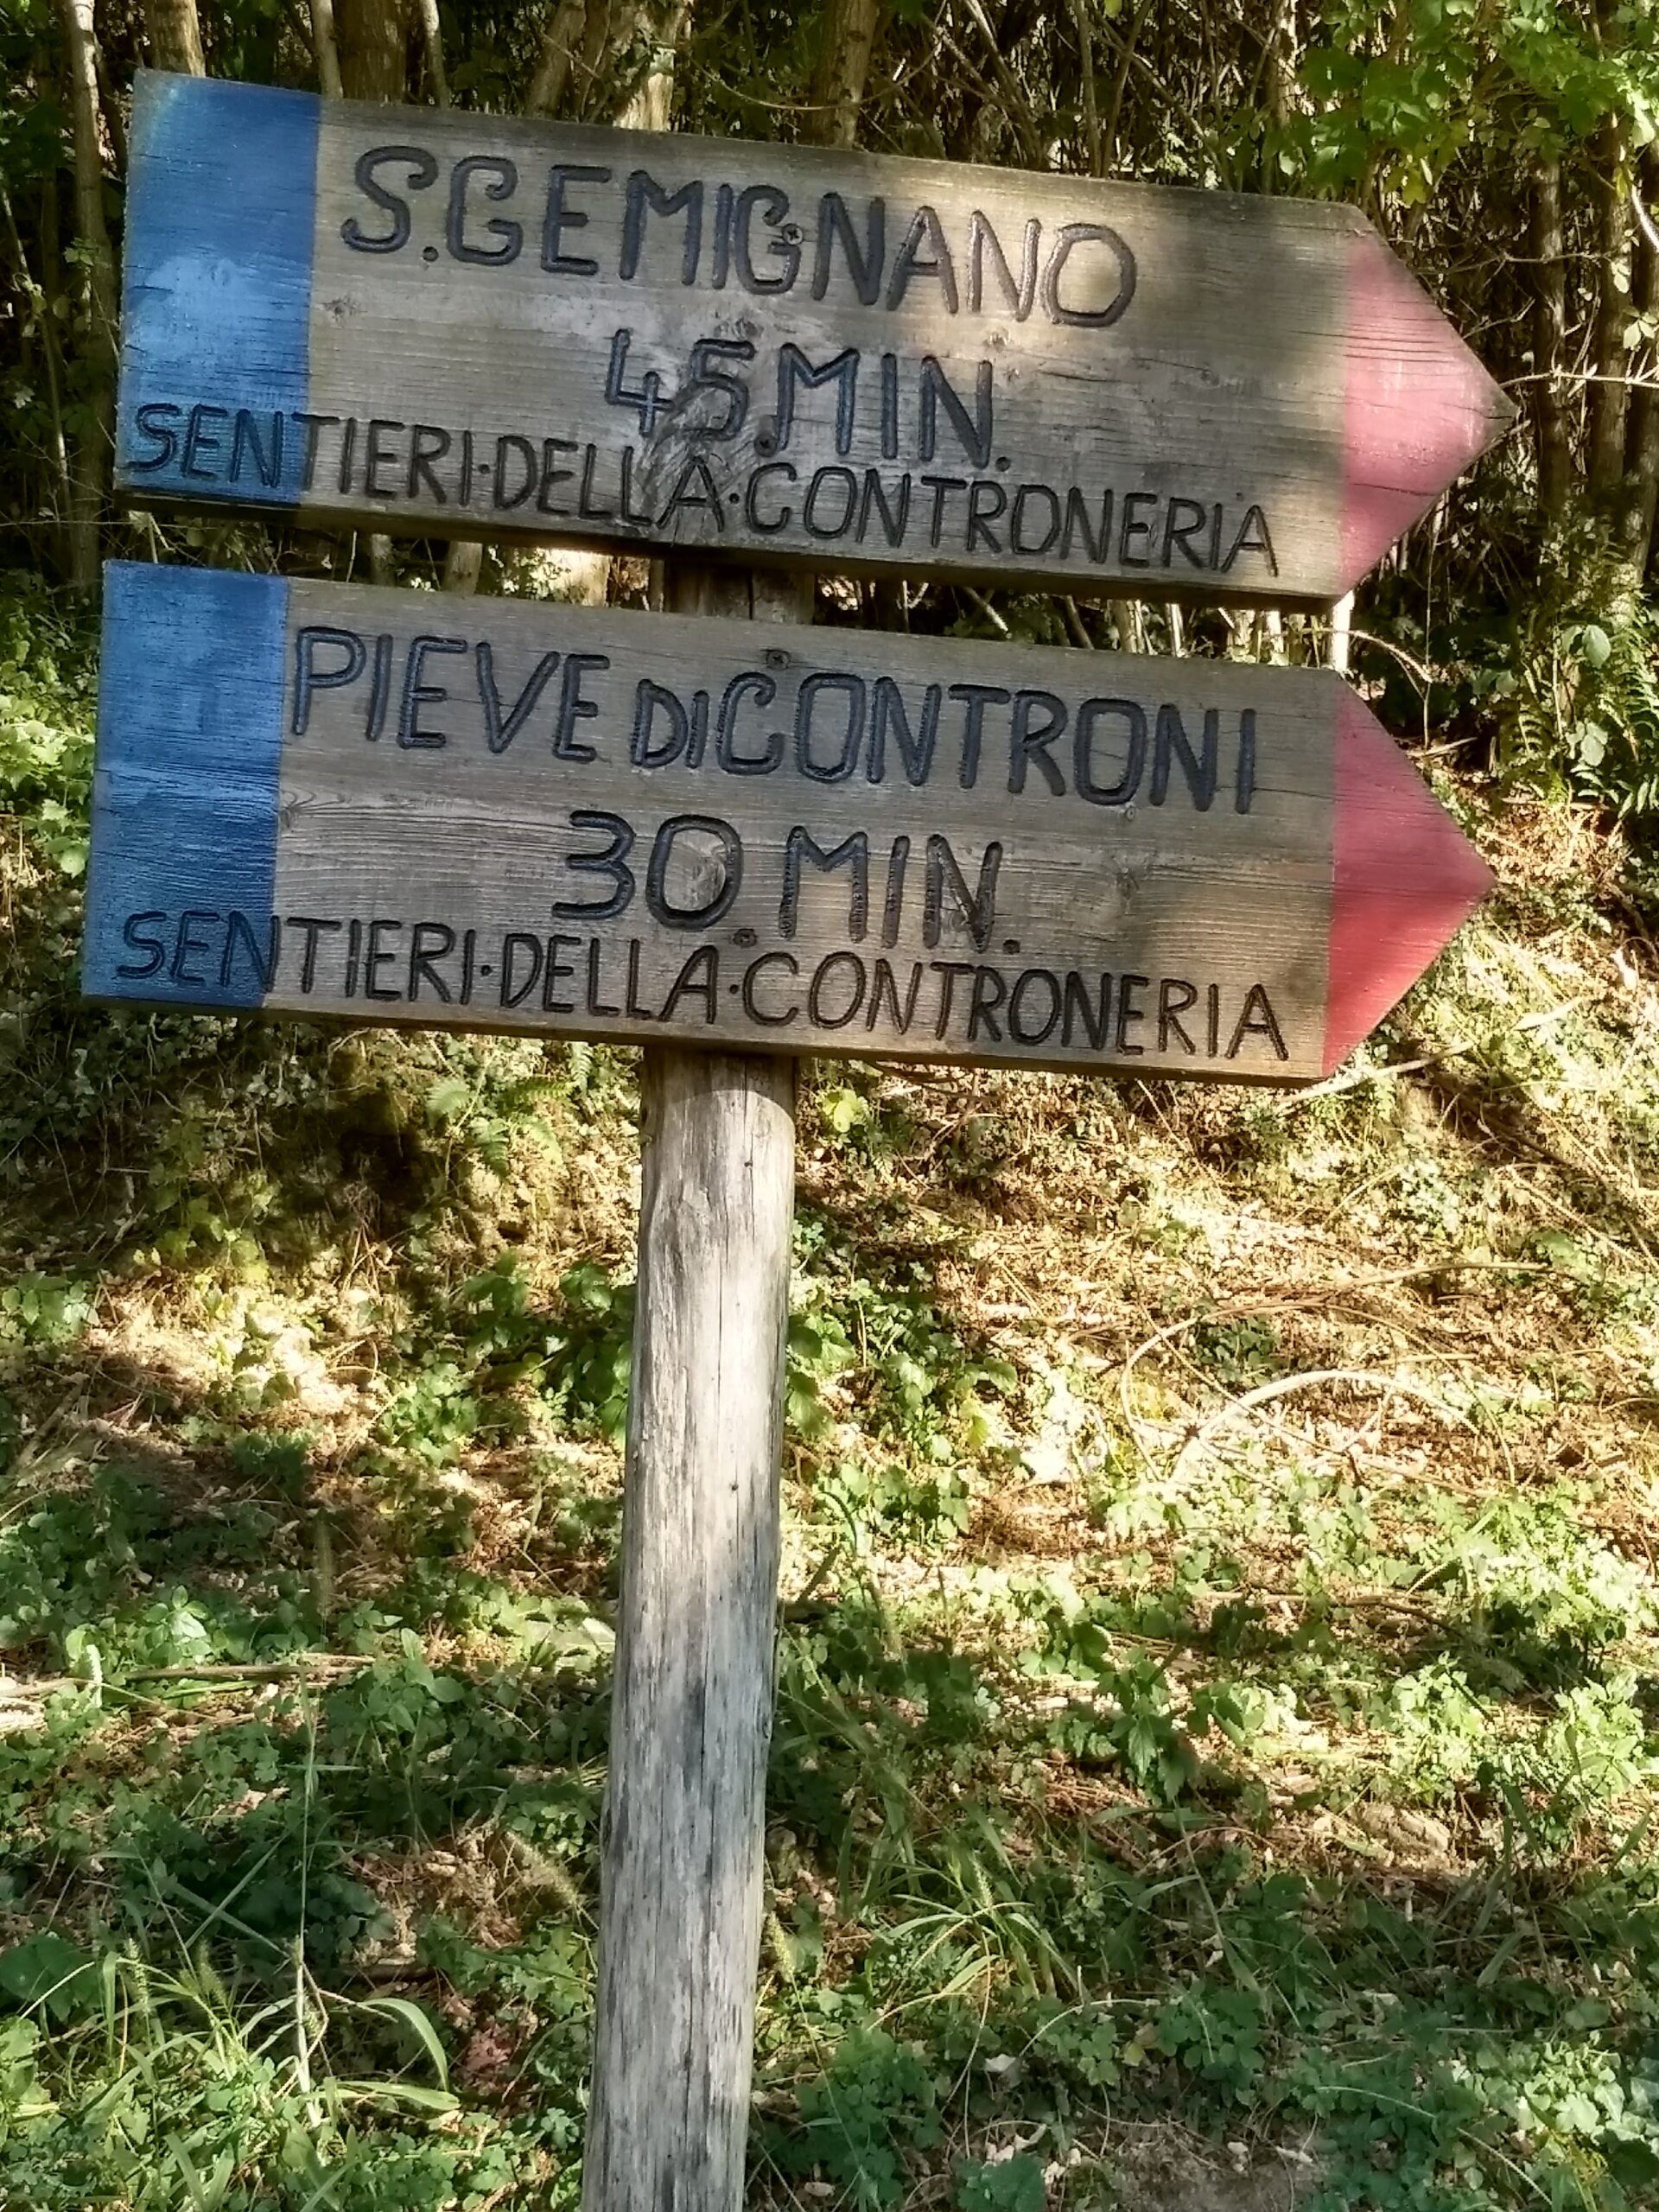 S.GEMIGNANO
45.MIN.
SENTIERI·DELLA·CONTRONERIA
PIEVE DI CONTRONI
30.MIN.
SENTIERI·DELLA·CONTRONERIA